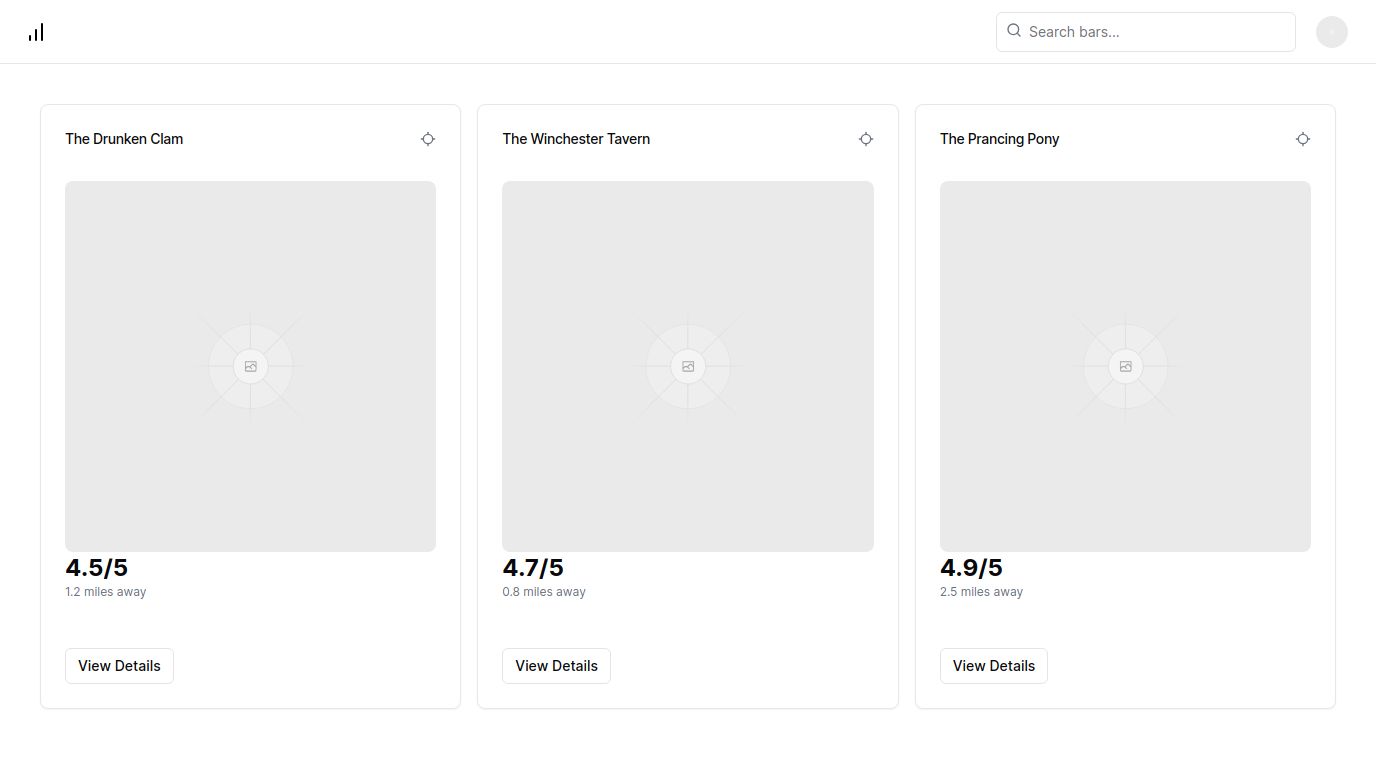 Search bars...
The Drunken Clam
The Winchester Tavern
The Prancing Pony
4.5/5
1.2 miles away
4.7/5
0.8 miles away
4.9/5
2.5 miles away
View Details
View Details
View Details